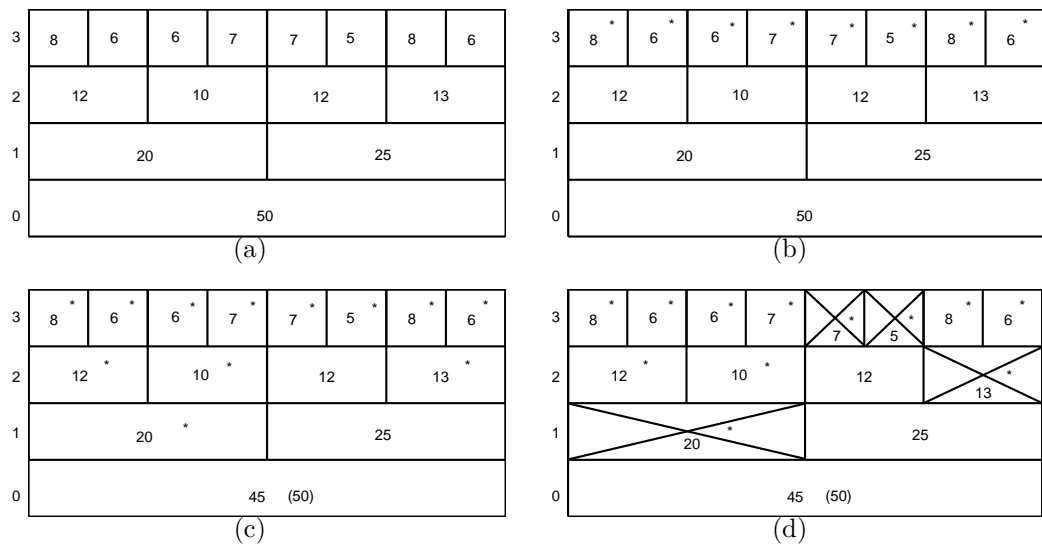 3 8 6 6 7 7 5 8 6
2 12 10 12 13
1 20 25
0 50
(a)
3 8 * 6 * 6 * 7 * 7 * 5 * 8 * 6 *
2 12 10 12 13
1 20 25
0 50
(b)
3 8 * 6 * 6 * 7 * 7 * 5 * 8 * 6 *
2 12 * 10 * 12 13 *
1 20 * 25
0 45 (50)
(c)
3 8 * 6 * 6 * 7 * 7 * 5 * 8 * 6 *
2 12 * 10 * 12 13 *
1 20 * 25
0 45 (50)
(d)